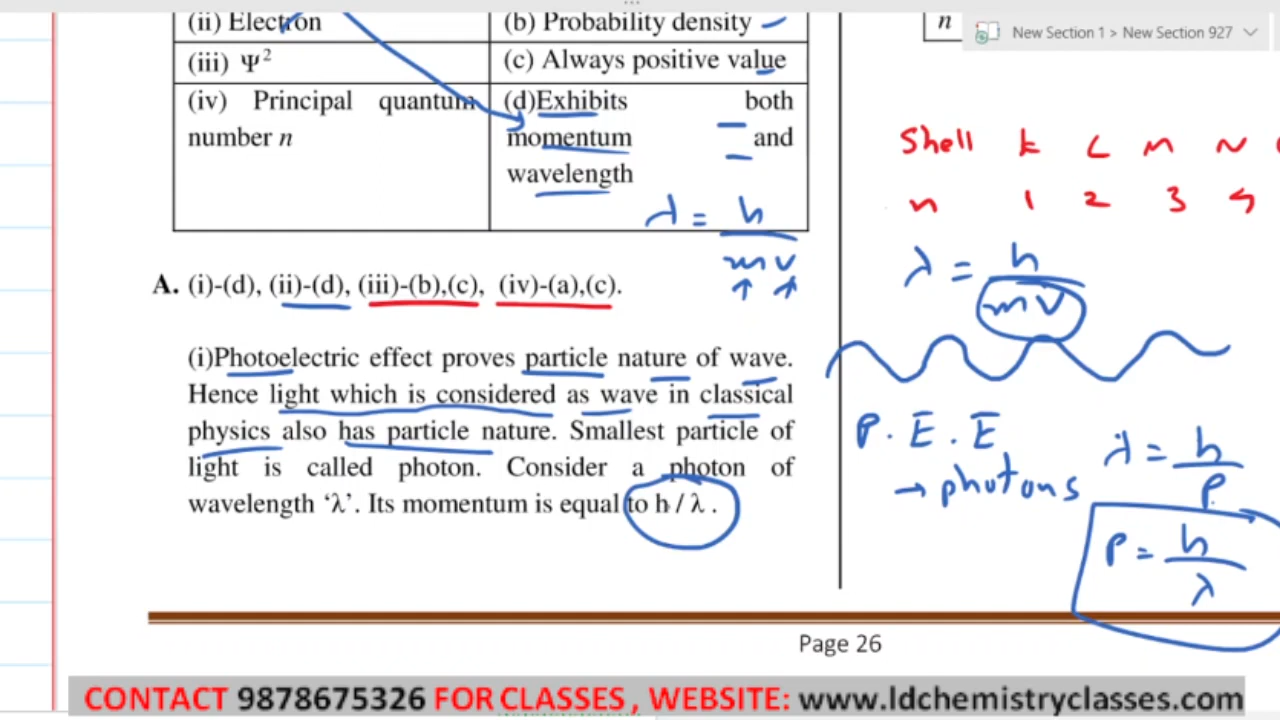 (ii) Electron
(b) Probability density
(iii) Ψ²
(c) Always positive value
(iv) Principal quantum number n
(d)Exhibits both
momentum and
wavelength
λ = h / mv
A. (i)-(d), (ii)-(d), (iii)-(b),(c), (iv)-(a),(c).
(i)Photoelectric effect proves particle nature of wave.
Hence light which is considered as wave in classical
physics also has particle nature. Smallest particle of
light is called photon. Consider a photon of
wavelength ‘λ’. Its momentum is equal to h / λ .
n
New Section 1 > New Section 927
Shell K L M N
n 1 2 3 4
λ = h / mv
P. E. E
→ photons
λ = h / P
P = h / λ
Page 26
CONTACT 9878675326 FOR CLASSES , WEBSITE: www.ldchemistryclasses.com